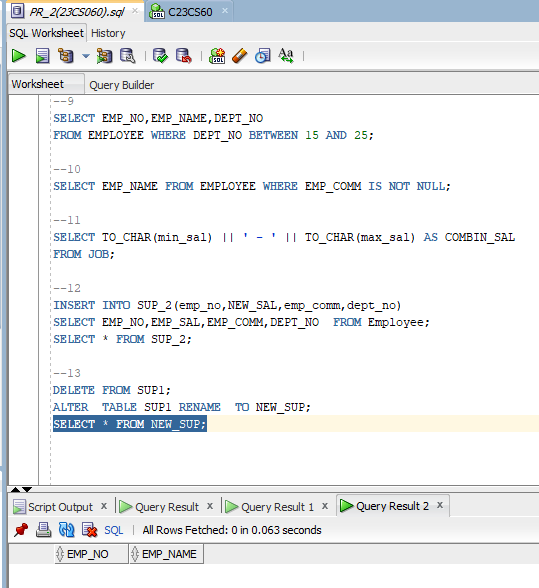 PR_2(23CS060).sql × C23CS60 ×
SQL Worksheet History
Aa
Worksheet Query Builder
--9
SELECT EMP_NO,EMP_NAME,DEPT_NO
FROM EMPLOYEE WHERE DEPT_NO BETWEEN 15 AND 25;
--10
SELECT EMP_NAME FROM EMPLOYEE WHERE EMP_COMM IS NOT NULL;
--11
SELECT TO_CHAR(min_sal) || ' - ' || TO_CHAR(max_sal) AS COMBIN_SAL
FROM JOB;
--12
INSERT INTO SUP_2(emp_no,NEW_SAL,emp_comm,dept_no)
SELECT EMP_NO,EMP_SAL,EMP_COMM,DEPT_NO  FROM Employee;
SELECT * FROM SUP_2;
--13
DELETE FROM SUP1;
ALTER  TABLE SUP1 RENAME  TO NEW_SUP;
SELECT * FROM NEW_SUP;
Script Output × Query Result × Query Result 1 × Query Result 2 ×
SQL | All Rows Fetched: 0 in 0.063 seconds
EMP_NO EMP_NAME